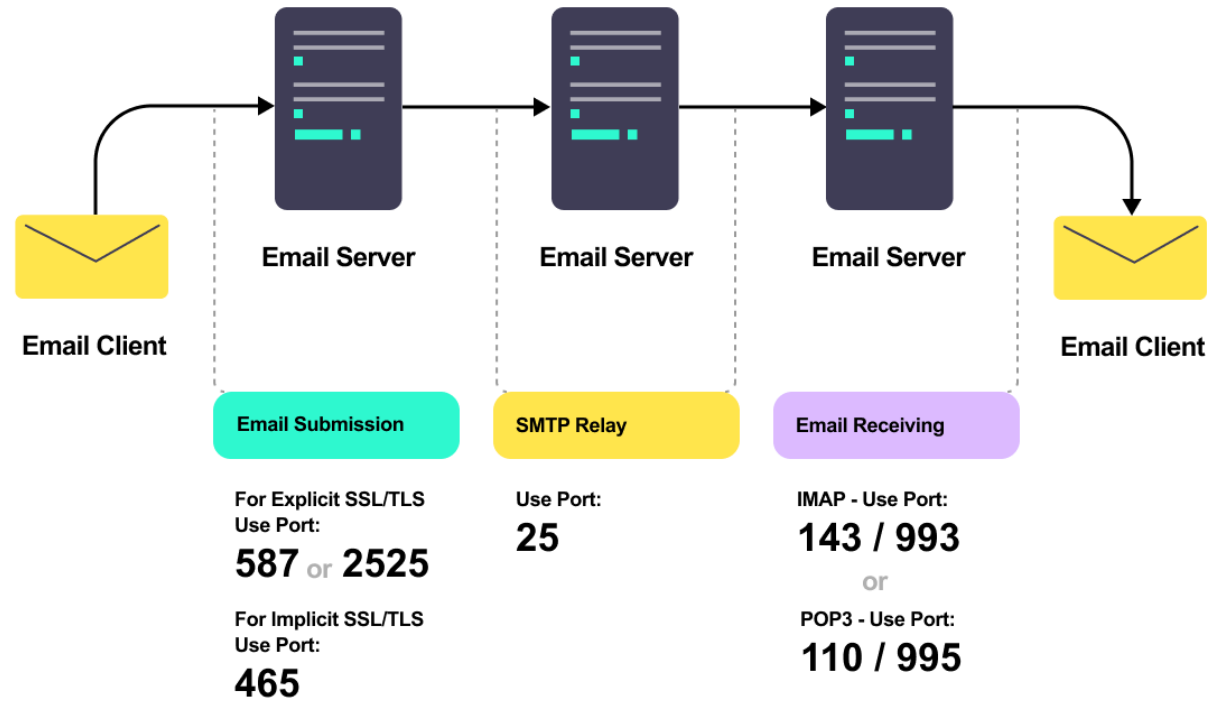 Email Server
Email Server
Email Server
Email Client
Email Client
Email Submission
For Explicit SSL/TLS
Use Port:
587 or 2525
For Implicit SSL/TLS
Use Port:
465
SMTP Relay
Use Port:
25
Email Receiving
IMAP - Use Port:
143 / 993
or
POP3 - Use Port:
110 / 995